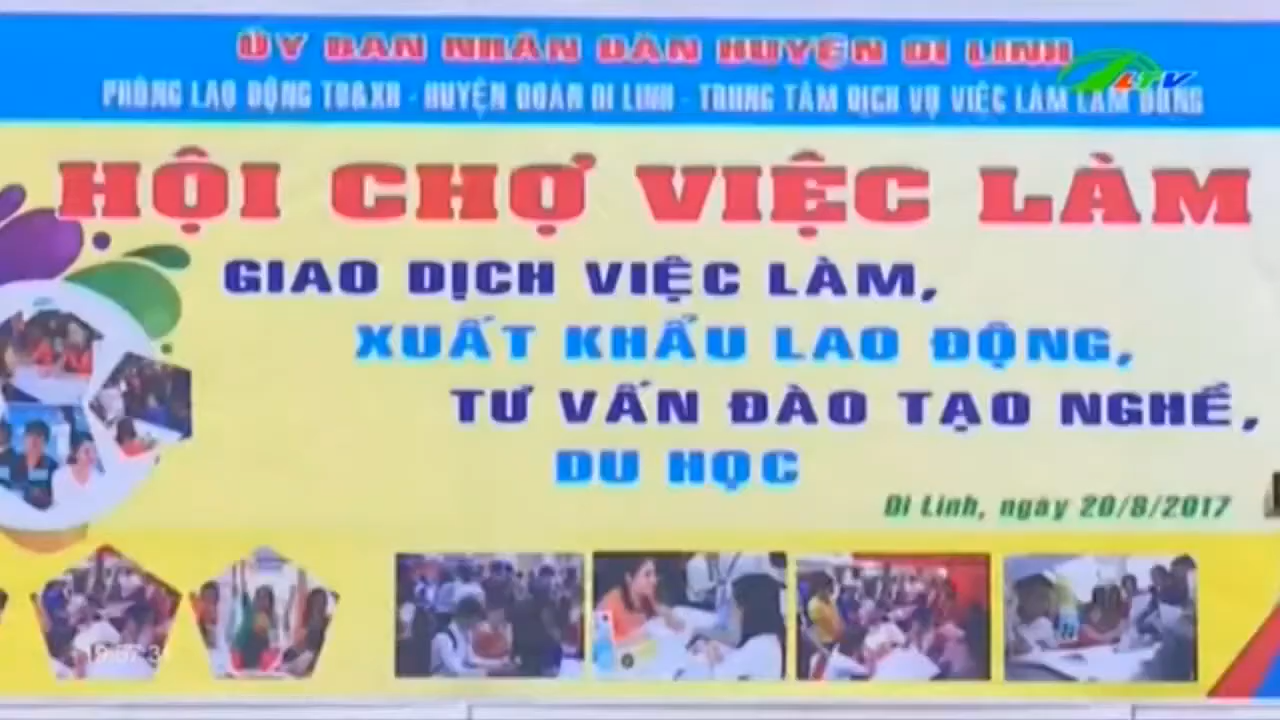 ỦY BAN NHÂN DÂN HUYỆN DI LINH
LTV
PHÒNG LAO ĐỘNG TB&XH - HUYỆN ĐOÀN DI LINH - TRUNG TÂM DỊCH VỤ VIỆC LÀM LÂM ĐỒNG
HỘI CHỢ VIỆC LÀM
GIAO DỊCH VIỆC LÀM,
XUẤT KHẨU LAO ĐỘNG,
TƯ VẤN ĐÀO TẠO NGHỀ,
DU HỌC
Di Linh, ngày 20/8/2017